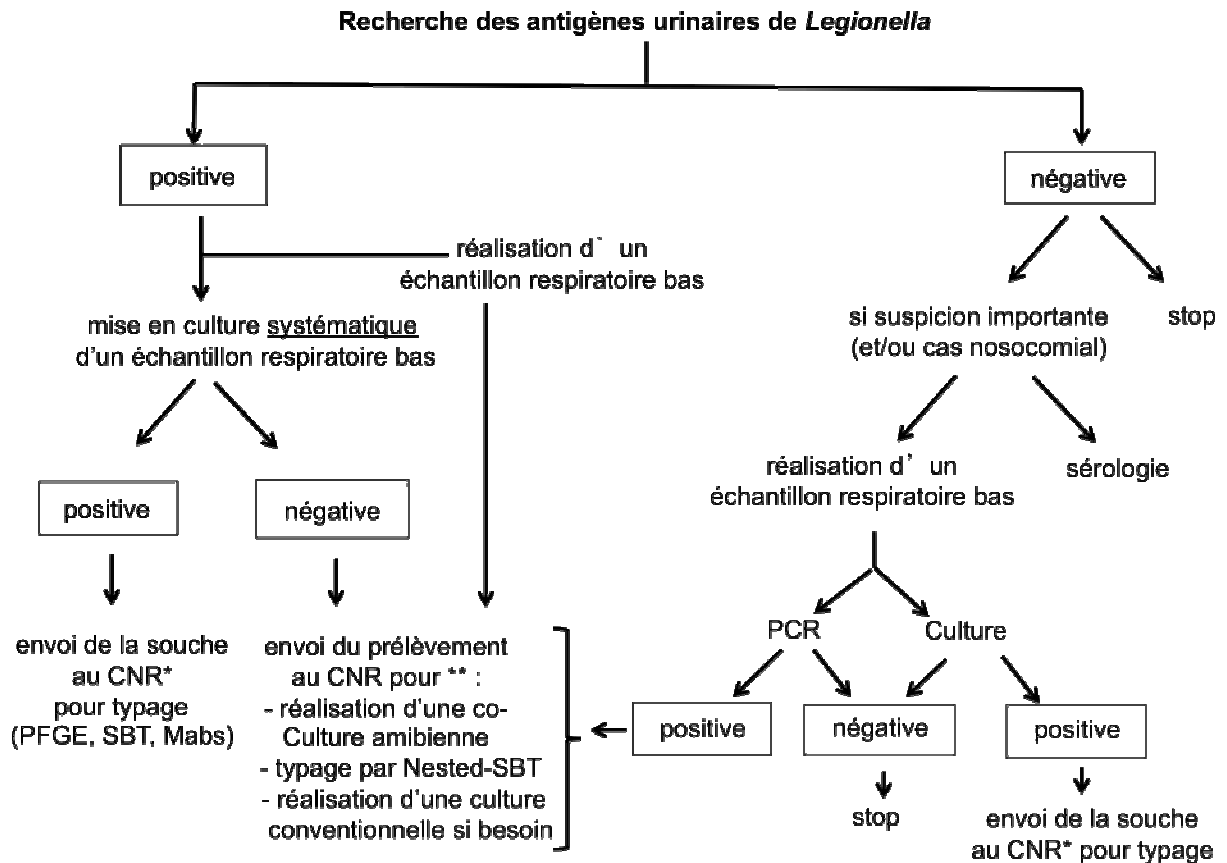 Recherche des antigènes urinaires de Legionella
positive
négative
réalisation d` un
échantillon respiratoire bas
mise en culture systématique
d'un échantillon respiratoire bas
si suspicion importante
(et/ou cas nosocomial)
stop
positive
négative
réalisation d' un
échantillon respiratoire bas
sérologie
envoi de la souche
au CNR*
pour typage
(PFGE, SBT, Mabs)
envoi du prélèvement
au CNR pour ** :
- réalisation d'une co-
Culture amibienne
- typage par Nested-SBT
- réalisation d'une culture
conventionnelle si besoin
PCR
Culture
positive
négative
positive
stop
envoi de la souche
au CNR* pour typage